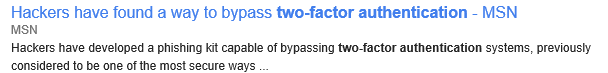 Hackers have found a way to bypass two-factor authentication - MSN
MSN
Hackers have developed a phishing kit capable of bypassing two-factor authentication systems, previously
considered to be one of the most secure ways ...